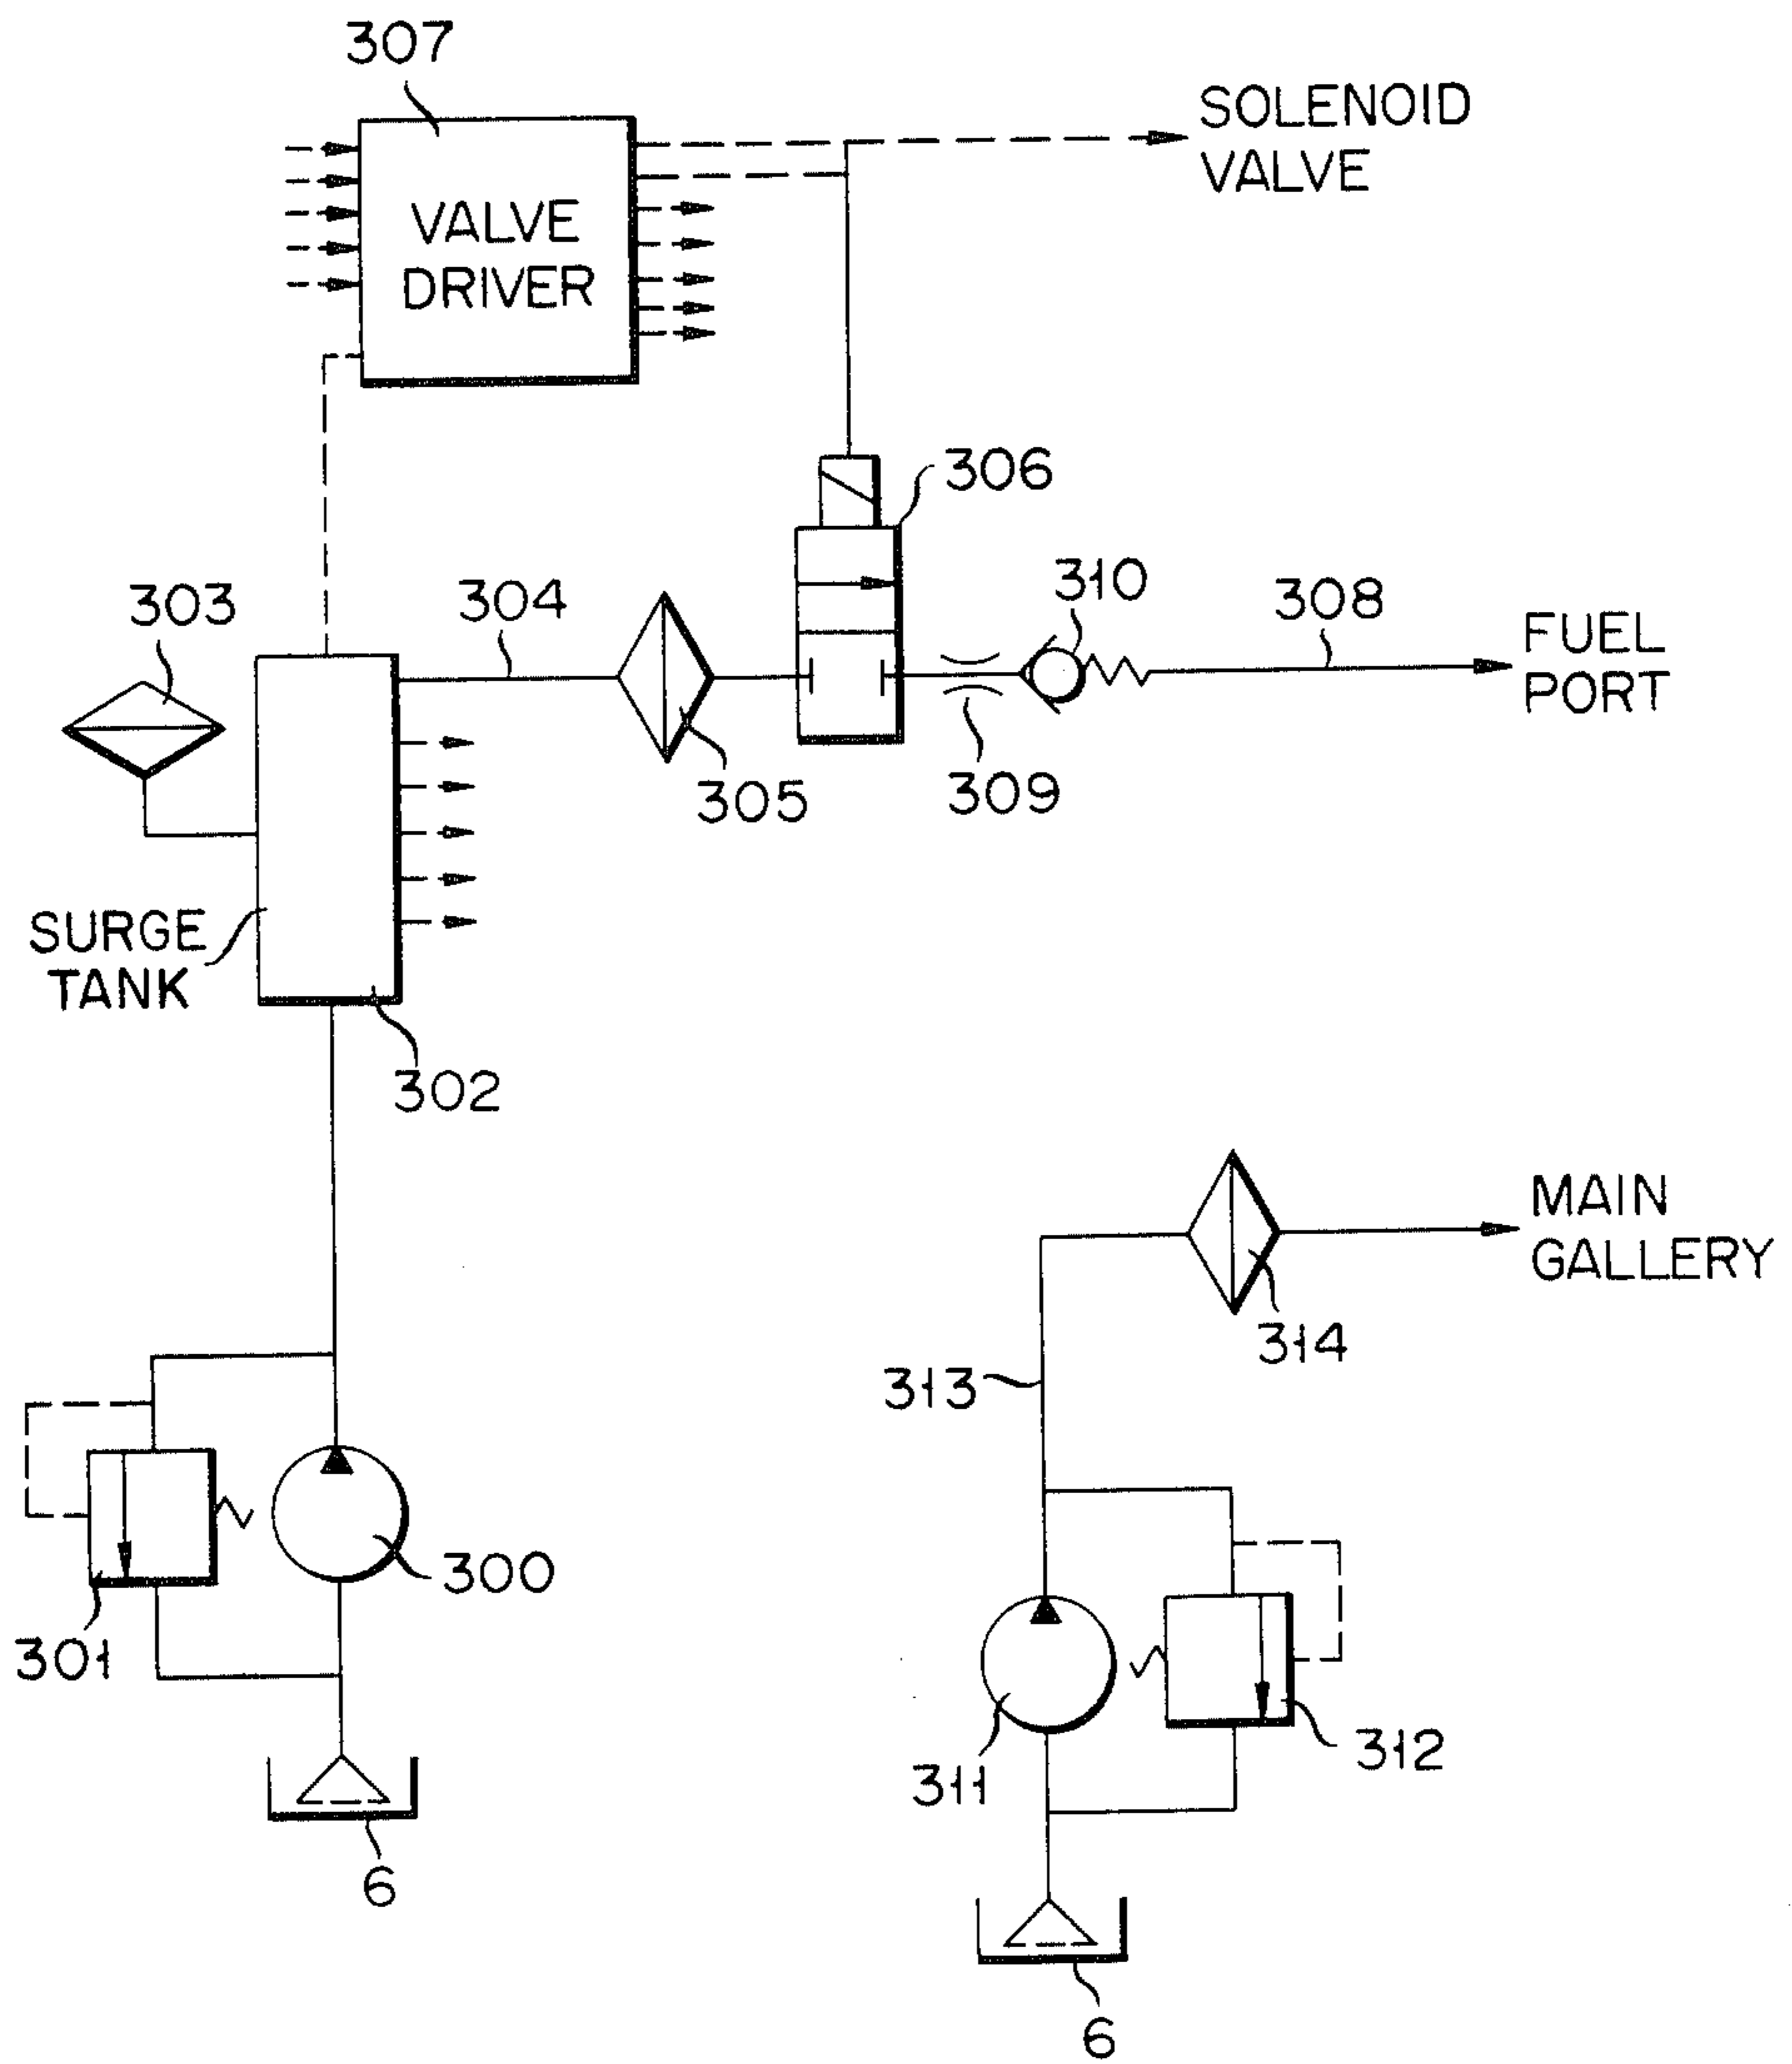 307
SOLENOID
VALVE
VALVE
DRIVER
306
303
304
310
308
FUEL
PORT
305
309
SURGE
TANK
302
MAIN
GALLERY
314
313
300
301
312
311
6
6